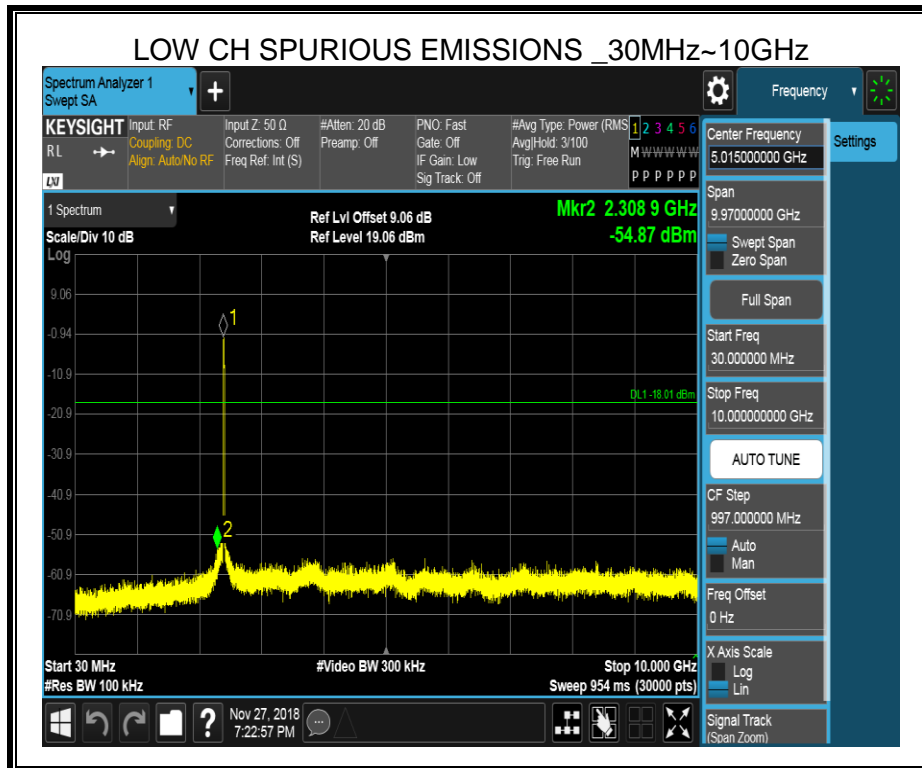 LOW CH SPURIOUS EMISSIONS _30MHz~10GHz
Spectrum Analyzer 1
Swept SA
+
Frequency
KEYSIGHT
RL
LXI
Input: RF
Coupling: DC
Align: Auto/No RF
Input Z: 50 Ω
Corrections: Off
Freq Ref: Int (S)
#Atten: 20 dB
Preamp: Off
PNO: Fast
Gate: Off
IF Gain: Low
Sig Track: Off
#Avg Type: Power (RMS
Avg|Hold: 3/100
Trig: Free Run
1 2 3 4 5 6
M W W W W W
P P P P P P
Center Frequency
5.015000000 GHz
Settings
1 Spectrum
Scale/Div 10 dB
Ref Lvl Offset 9.06 dB
Ref Level 19.06 dBm
Mkr2 2.308 9 GHz
-54.87 dBm
Log
9.06
-0.94
-10.9
-20.9
-30.9
-40.9
-50.9
-60.9
-70.9
1
DL1 -18.01 dBm
2
Start 30 MHz
#Res BW 100 kHz
#Video BW 300 kHz
Stop 10.000 GHz
Sweep 954 ms (30000 pts)
Span
9.97000000 GHz
Swept Span
Zero Span
Full Span
Start Freq
30.000000 MHz
Stop Freq
10.000000000 GHz
AUTO TUNE
CF Step
997.000000 MHz
Auto
Man
Freq Offset
0 Hz
X Axis Scale
Log
Lin
Signal Track
(Span Zoom)
?
Nov 27, 2018
7:22:57 PM